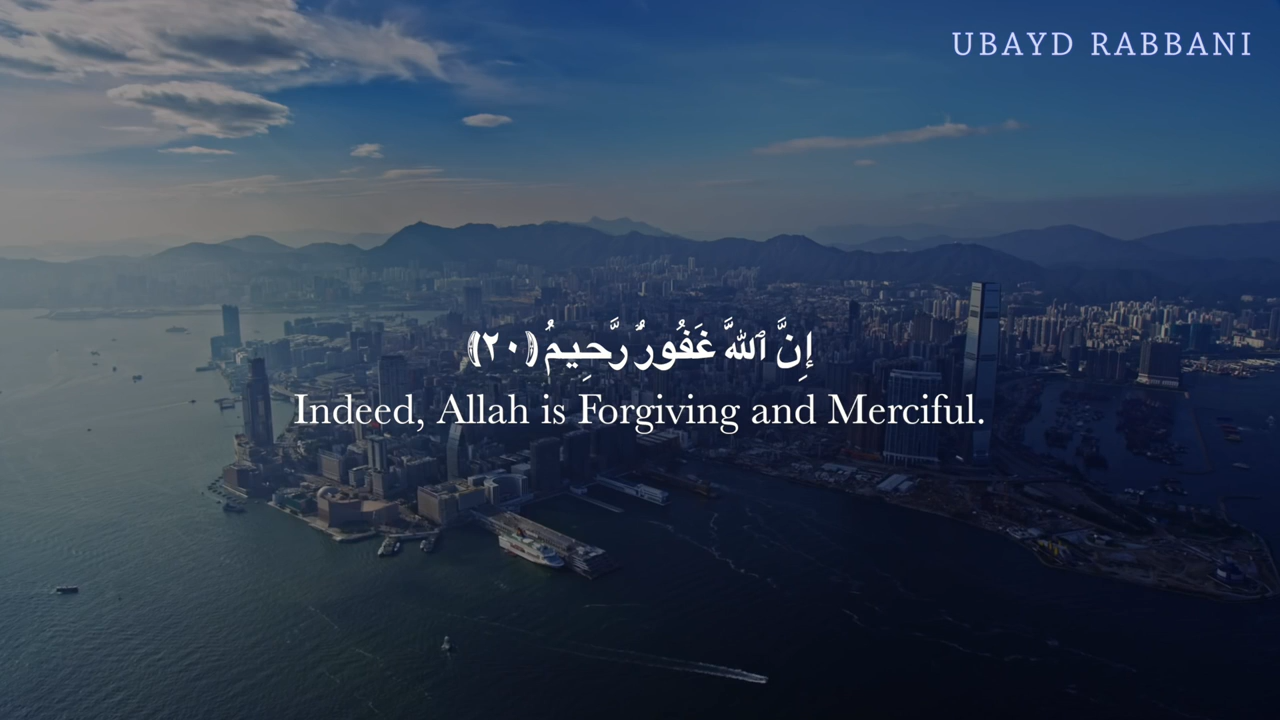 UBAYD RABBANI
إِنَّ ٱللَّهَ غَفُورٌ رَّحِيمُ ﴿٢٠﴾
Indeed, Allah is Forgiving and Merciful.